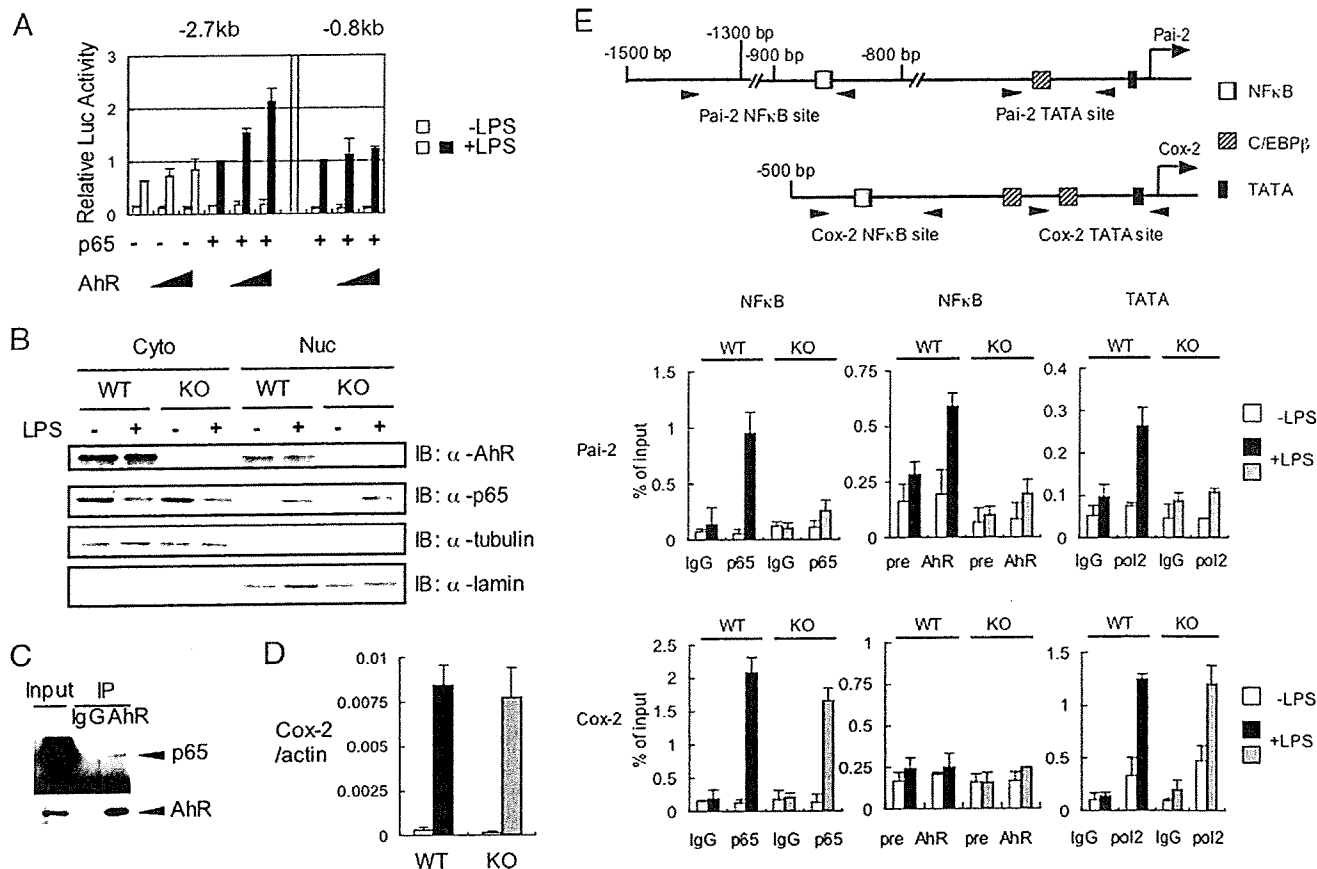 A
-2.7kb -0.8kb
Relative Luc Activity
3
2
1
0
-LPS
+LPS
p65 - - - + + + + + +
AhR
B
Cyto Nuc
WT KO WT KO
LPS - + - + - + - +
IB: α-AhR
IB: α-p65
IB: α-tubulin
IB: α-lamin
C
Input IP
IgG AhR
p65
AhR
D
Cox-2
/actin
0.01
0.0075
0.005
0.0025
0
WT KO
E
-1500 bp -1300 bp -900 bp -800 bp Pai-2
Pai-2 NFκB site Pai-2 TATA site
-500 bp Cox-2
Cox-2 NFκB site Cox-2 TATA site
NFκB
C/EBPβ
TATA
NFκB NFκB TATA
Pai-2
% of input
WT KO
1.5
1
0.5
0
IgG p65 IgG p65
WT KO
0.75
0.5
0.25
0
pre AhR pre AhR
WT KO
0.4
0.3
0.2
0.1
0
IgG pol2 IgG pol2
-LPS
+LPS
Cox-2
% of input
WT KO
2.5
2
1.5
1
0.5
0
IgG p65 IgG p65
WT KO
1
0.75
0.5
0.25
0
pre AhR pre AhR
WT KO
1.5
1
0.5
0
IgG pol2 IgG pol2
-LPS
+LPS